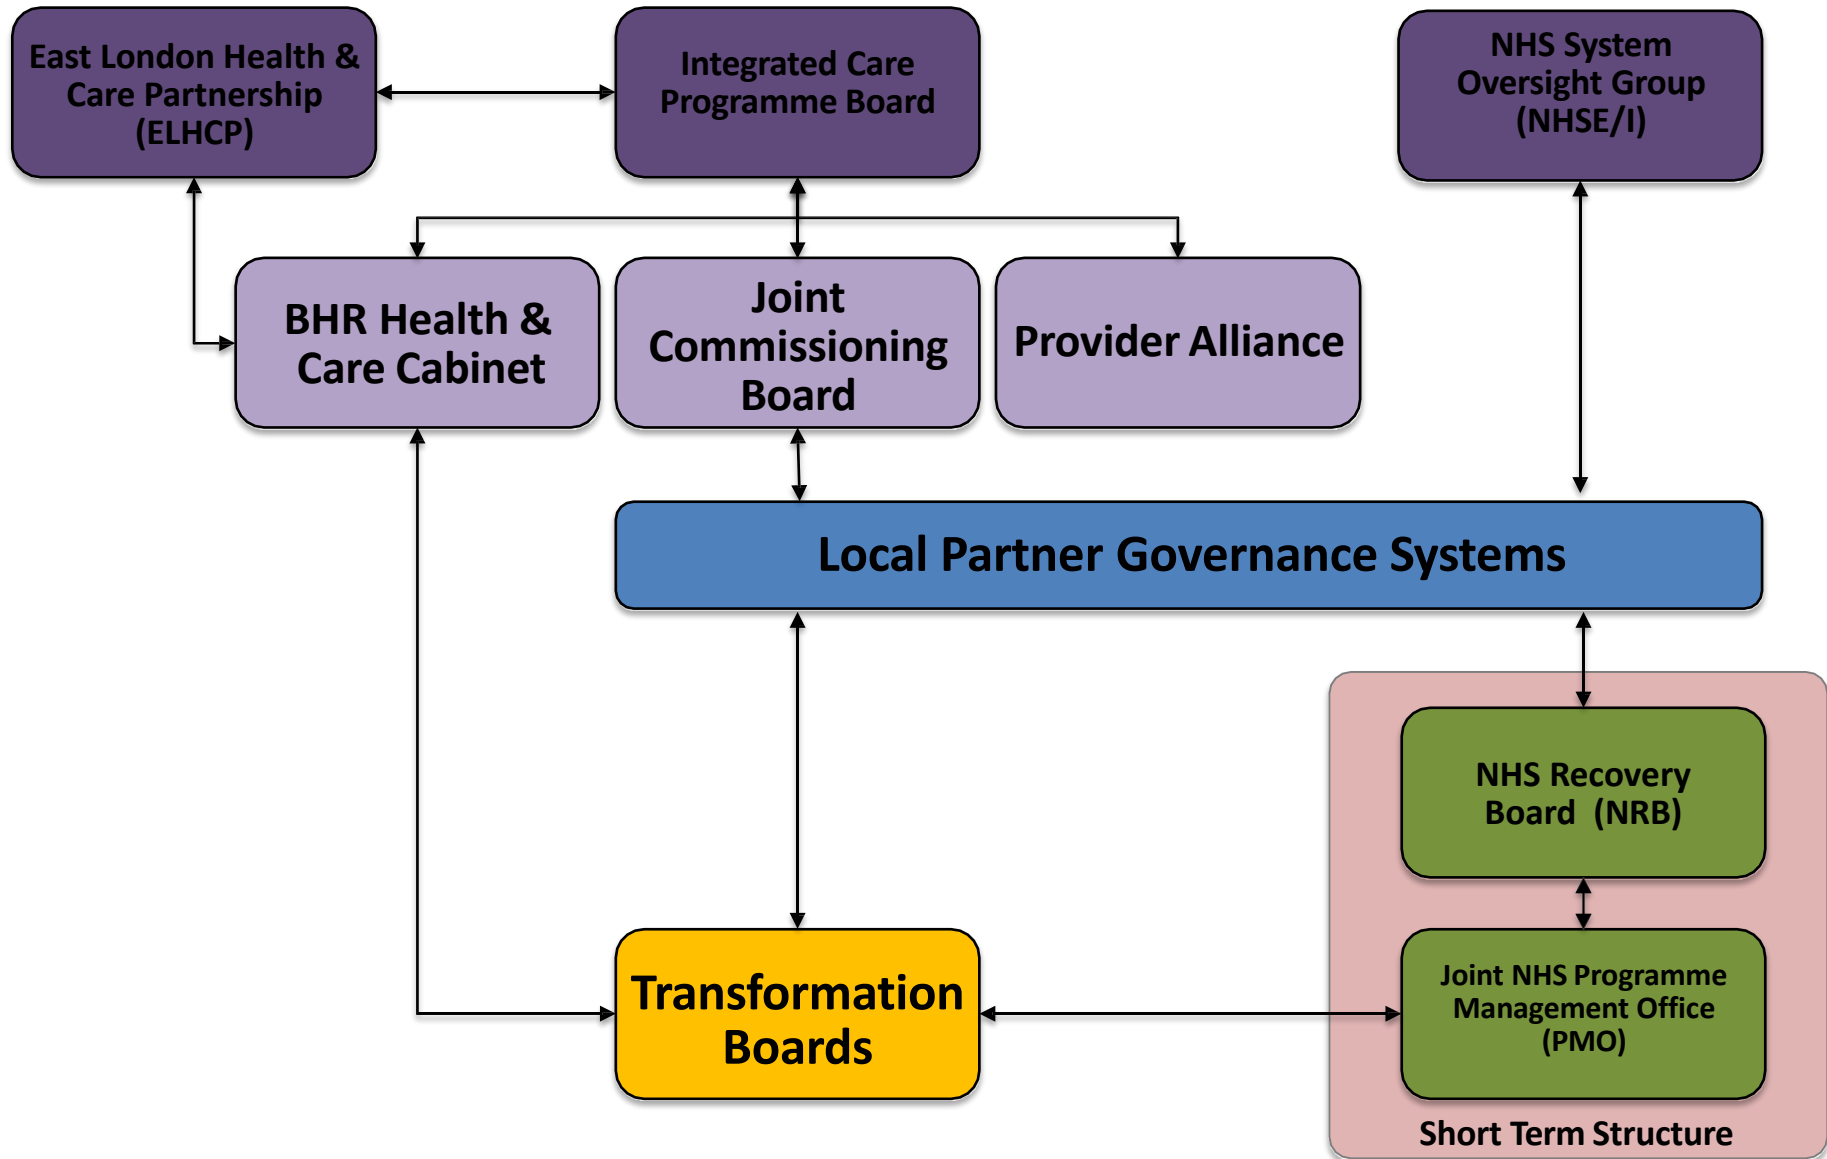 East London Health &
Care Partnership
(ELHCP)
Integrated Care
Programme Board
NHS System
Oversight Group
(NHSE/I)
BHR Health &
Care Cabinet
Joint
Commissioning
Board
Provider Alliance
Local Partner Governance Systems
NHS Recovery
Board (NRB)
Transformation
Boards
Joint NHS Programme
Management Office
(PMO)
Short Term Structure